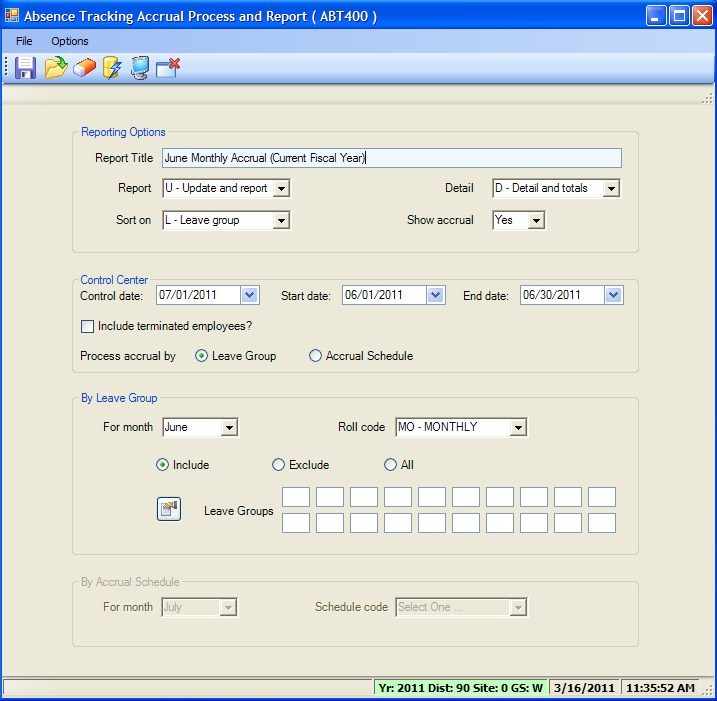 Absence Tracking Accrual Process and Report ( ABT400 )
File Options
Reporting Options
Report Title June Monthly Accrual (Current Fiscal Year)
Report U - Update and report Detail D - Detail and totals
Sort on L - Leave group Show accrual Yes
Control Center
Control date: 07/01/2011 Start date: 06/01/2011 End date: 06/30/2011
Include terminated employees?
Process accrual by Leave Group Accrual Schedule
By Leave Group
For month June Roll code MO - MONTHLY
Include Exclude All
Leave Groups
By Accrual Schedule
For month July Schedule code Select One ...
Yr: 2011 Dist: 90 Site: 0 GS: W 3/16/2011 11:35:52 AM